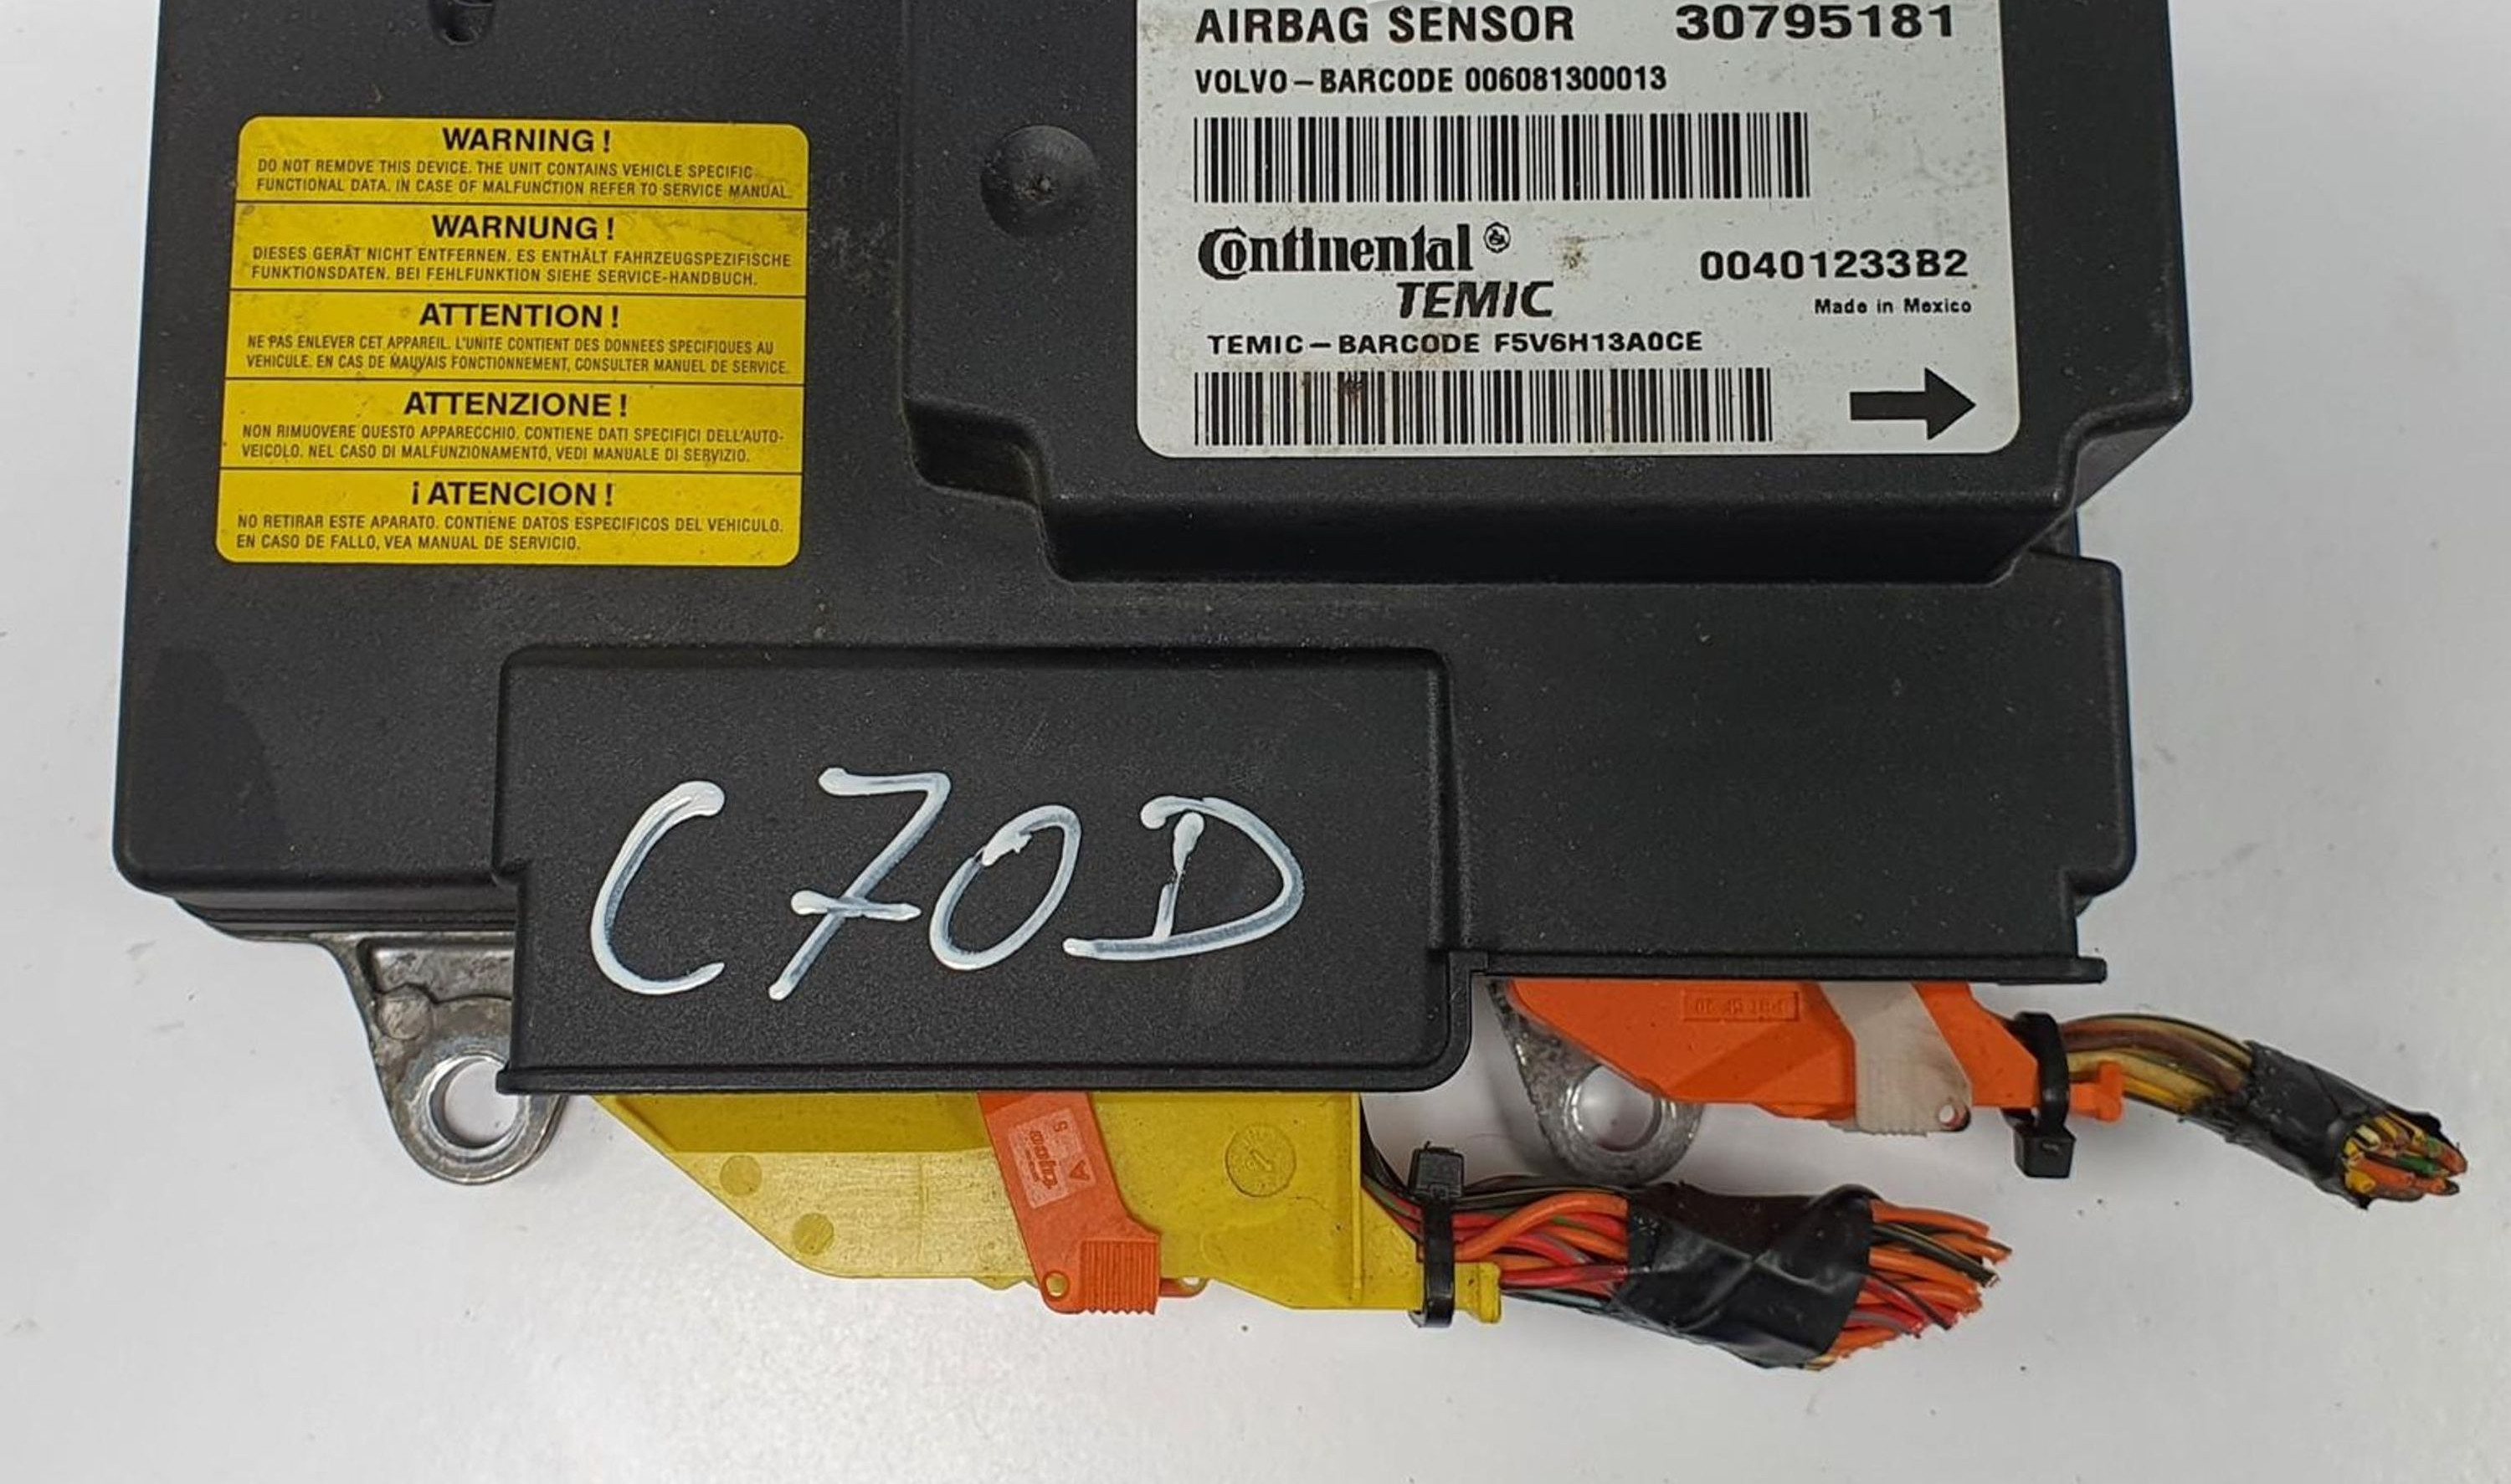 AIRBAG SENSOR 30795181
VOLVO – BARCODE 006081300013
Continental ®
TEMIC
00401233B2
Made in Mexico
TEMIC – BARCODE F5V6H13A0CE
WARNING !
DO NOT REMOVE THIS DEVICE. THE UNIT CONTAINS VEHICLE SPECIFIC
FUNCTIONAL DATA. IN CASE OF MALFUNCTION REFER TO SERVICE MANUAL.
WARNUNG !
DIESES GERÄT NICHT ENTFERNEN. ES ENTHÄLT FAHRZEUGSPEZIFISCHE
FUNKTIONSDATEN. BEI FEHLFUNKTION SIEHE SERVICE-HANDBUCH.
ATTENTION !
NE PAS ENLEVER CET APPAREIL. L'UNITE CONTIENT DES DONNEES SPECIFIQUES AU
VEHICULE. EN CAS DE MAUVAIS FONCTIONNEMENT, CONSULTER MANUEL DE SERVICE.
ATTENZIONE !
NON RIMUOVERE QUESTO APPARECCHIO. CONTIENE DATI SPECIFICI DELL'AUTO-
VEICOLO. NEL CASO DI MALFUNZIONAMENTO, VEDI MANUALE DI SERVIZIO.
¡ ATENCION !
NO RETIRAR ESTE APARATO. CONTIENE DATOS ESPECIFICOS DEL VEHICULO.
EN CASO DE FALLO, VEA MANUAL DE SERVICIO.
C70D